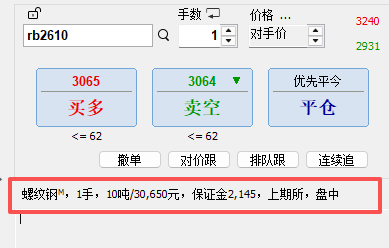 手数 价格 ...
rb2610 1 对手价 3240
2931
3065 3064 优先平今
买多 卖空 平仓
<= 62 <= 62
撤单 对价跟 排队跟 连续追
螺纹钢M，1手，10吨/30,650元，保证金2,145，上期所，盘中